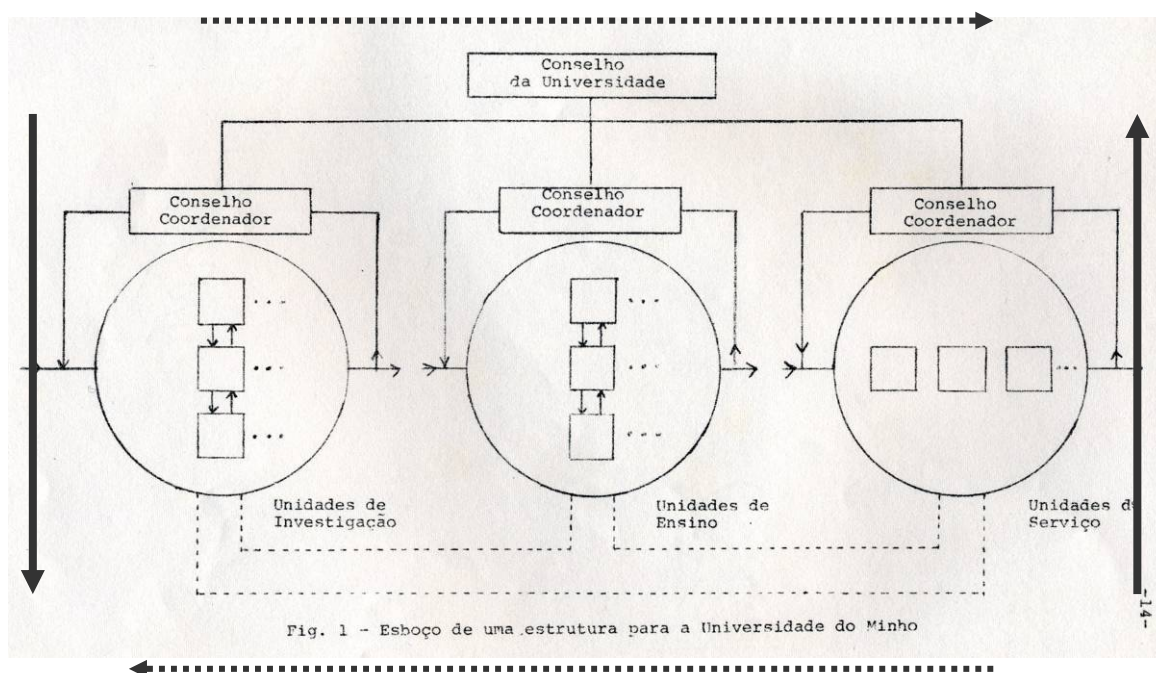 Conselho
da Universidade
Conselho
Coordenador
Conselho
Coordenador
Conselho
Coordenador
Unidades de
Investigação
Unidades de
Ensino
Unidades d
Serviço
Fig. 1 - Esboço de uma estrutura para a Universidade do Minho
-14-